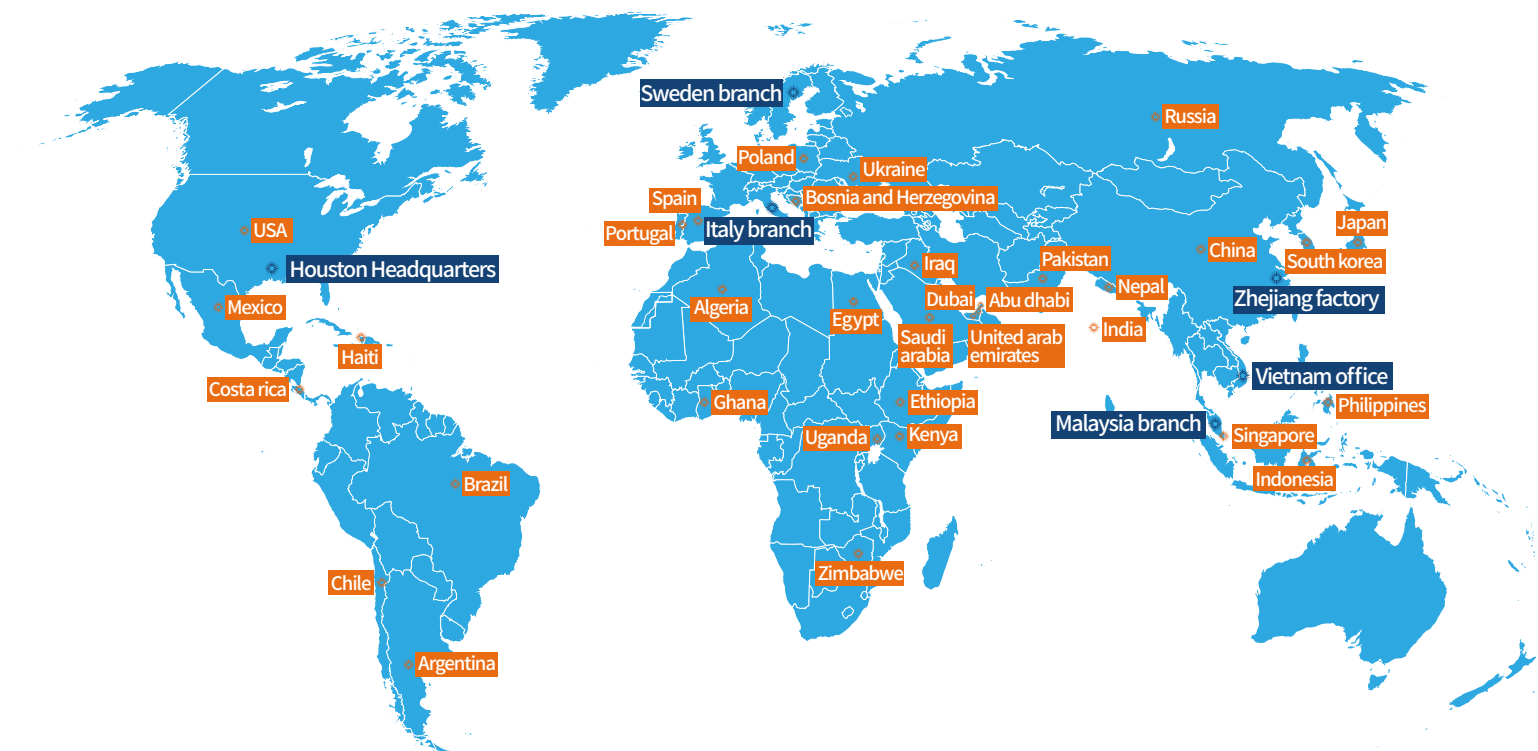 Sweden branch
Russia
Poland
Ukraine
Spain
Bosnia and Herzegovina
Portugal
Italy branch
USA
Japan
China
South korea
Houston Headquarters
Iraq
Pakistan
Nepal
Mexico
Algeria
Egypt
Dubai
Abu dhabi
Zhejiang factory
Haiti
Saudi
arabia
United arab
emirates
India
Costa rica
Ghana
Ethiopia
Vietnam office
Philippines
Uganda
Kenya
Malaysia branch
Singapore
Indonesia
Brazil
Zimbabwe
Chile
Argentina